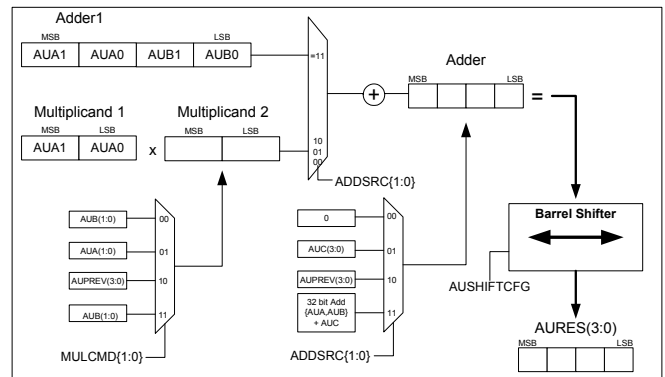 Adder1
MSB LSB
AUA1 AUA0 AUB1 AUB0
=11
Adder
MSB LSB
+ =
Multiplicand 1 Multiplicand 2
MSB LSB MSB LSB
AUA1 AUA0 x
10
01
00
ADDSRC{1:0}
AUB(1:0) 00
AUA(1:0) 01
AUPREV(3:0) 10
AUB(1:0) 11
MULCMD{1:0}
0 00
AUC(3:0) 01
AUPREV(3:0) 10
32 bit Add
{AUA,AUB}
+ AUC
11
ADDSRC{1:0}
Barrel Shifter
AUSHIFTCFG
AURES(3:0)
MSB LSB